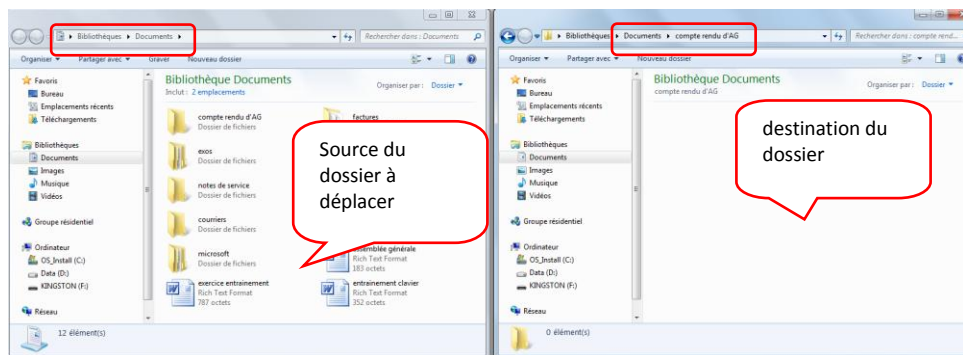 Bibliothèques ▸ Documents ▸
Rechercher dans : Documents
Organiser ▾ Partager avec ▾ Graver Nouveau dossier
Favoris
Bureau
Emplacements récents
Téléchargements
Bibliothèques
Documents
Images
Musique
Vidéos
Groupe résidentiel
Ordinateur
OS_Install (C:)
Data (D:)
KINGSTON (F:)
Réseau
Bibliothèque Documents
Inclut : 2 emplacements
Organiser par : Dossier ▾
compte rendu d'AG
Dossier de fichiers
factures
exos
Dossier de fichiers
notes de service
Dossier de fichiers
courriers
Dossier de fichiers
microsoft
Dossier de fichiers
assemblée générale
Rich Text Format
183 octets
exercice entrainement
Rich Text Format
787 octets
entrainement clavier
Rich Text Format
352 octets
Source du
dossier à
déplacer
12 élément(s)
Bibliothèques ▸ Documents ▸ compte rendu d'AG
Rechercher dans : compte rend...
Organiser ▾ Partager avec ▾ Nouveau dossier
Favoris
Bureau
Emplacements récents
Téléchargements
Bibliothèques
Documents
Images
Musique
Vidéos
Groupe résidentiel
Ordinateur
OS_Install (C:)
Data (D:)
KINGSTON (F:)
Réseau
Bibliothèque Documents
compte rendu d'AG
Organiser par : Dossier ▾
destination du
dossier
0 élément(s)